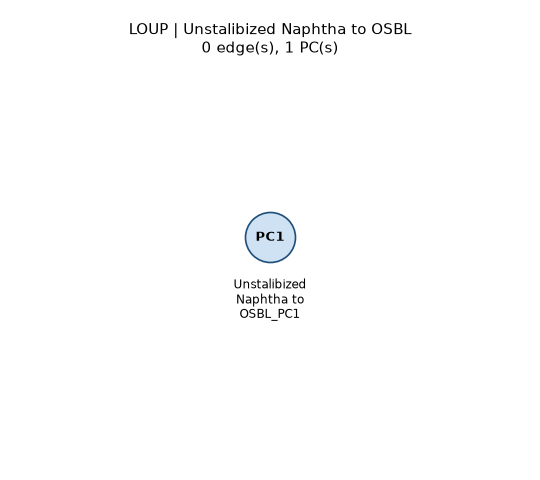 LOUP | Unstalibized Naphtha to OSBL
0 edge(s), 1 PC(s)
PC1
Unstalibized
Naphtha to
OSBL_PC1